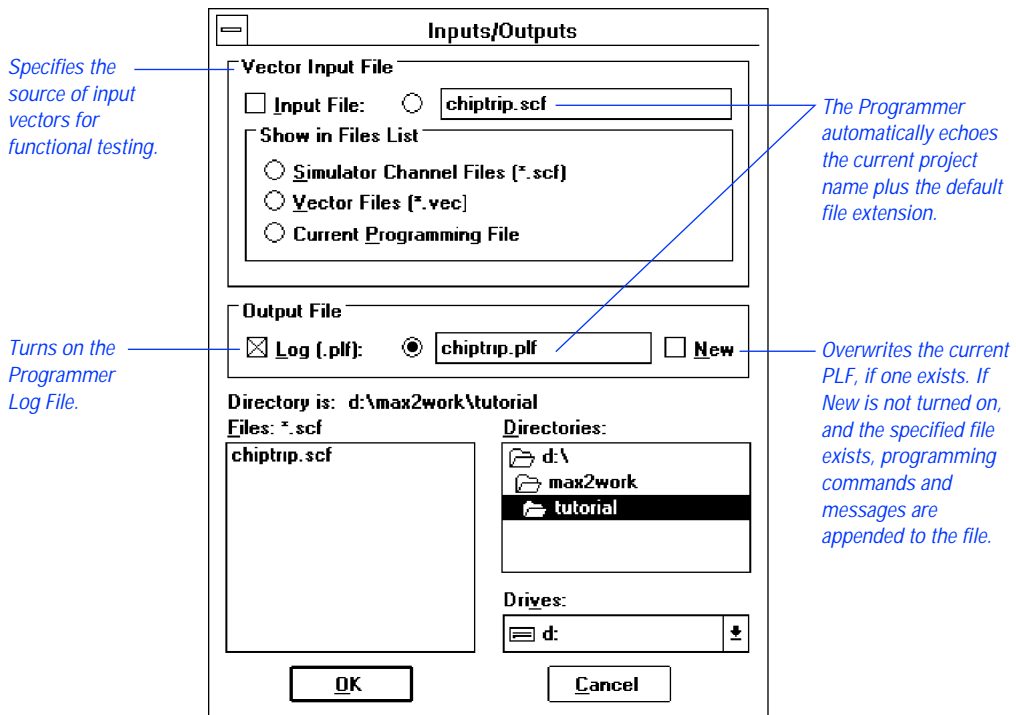 Inputs/Outputs
Specifies the
source of input
vectors for
functional testing.
Vector Input File
Input File:
chiptrip.scf
Show in Files List
Simulator Channel Files (*.scf)
Vector Files (*.vec]
Current Programming File
The Programmer
automatically echoes
the current project
name plus the default
file extension.
Output File
Turns on the
Programmer
Log File.
Log (.plf):
chiptrip.plf
New
Overwrites the current
PLF, if one exists. If
New is not turned on,
and the specified file
exists, programming
commands and
messages are
appended to the file.
Directory is: d:\max2work\tutorial
Files: *.scf
chiptrip.scf
Directories:
d:\
max2work
tutorial
Drives:
d:
OK
Cancel